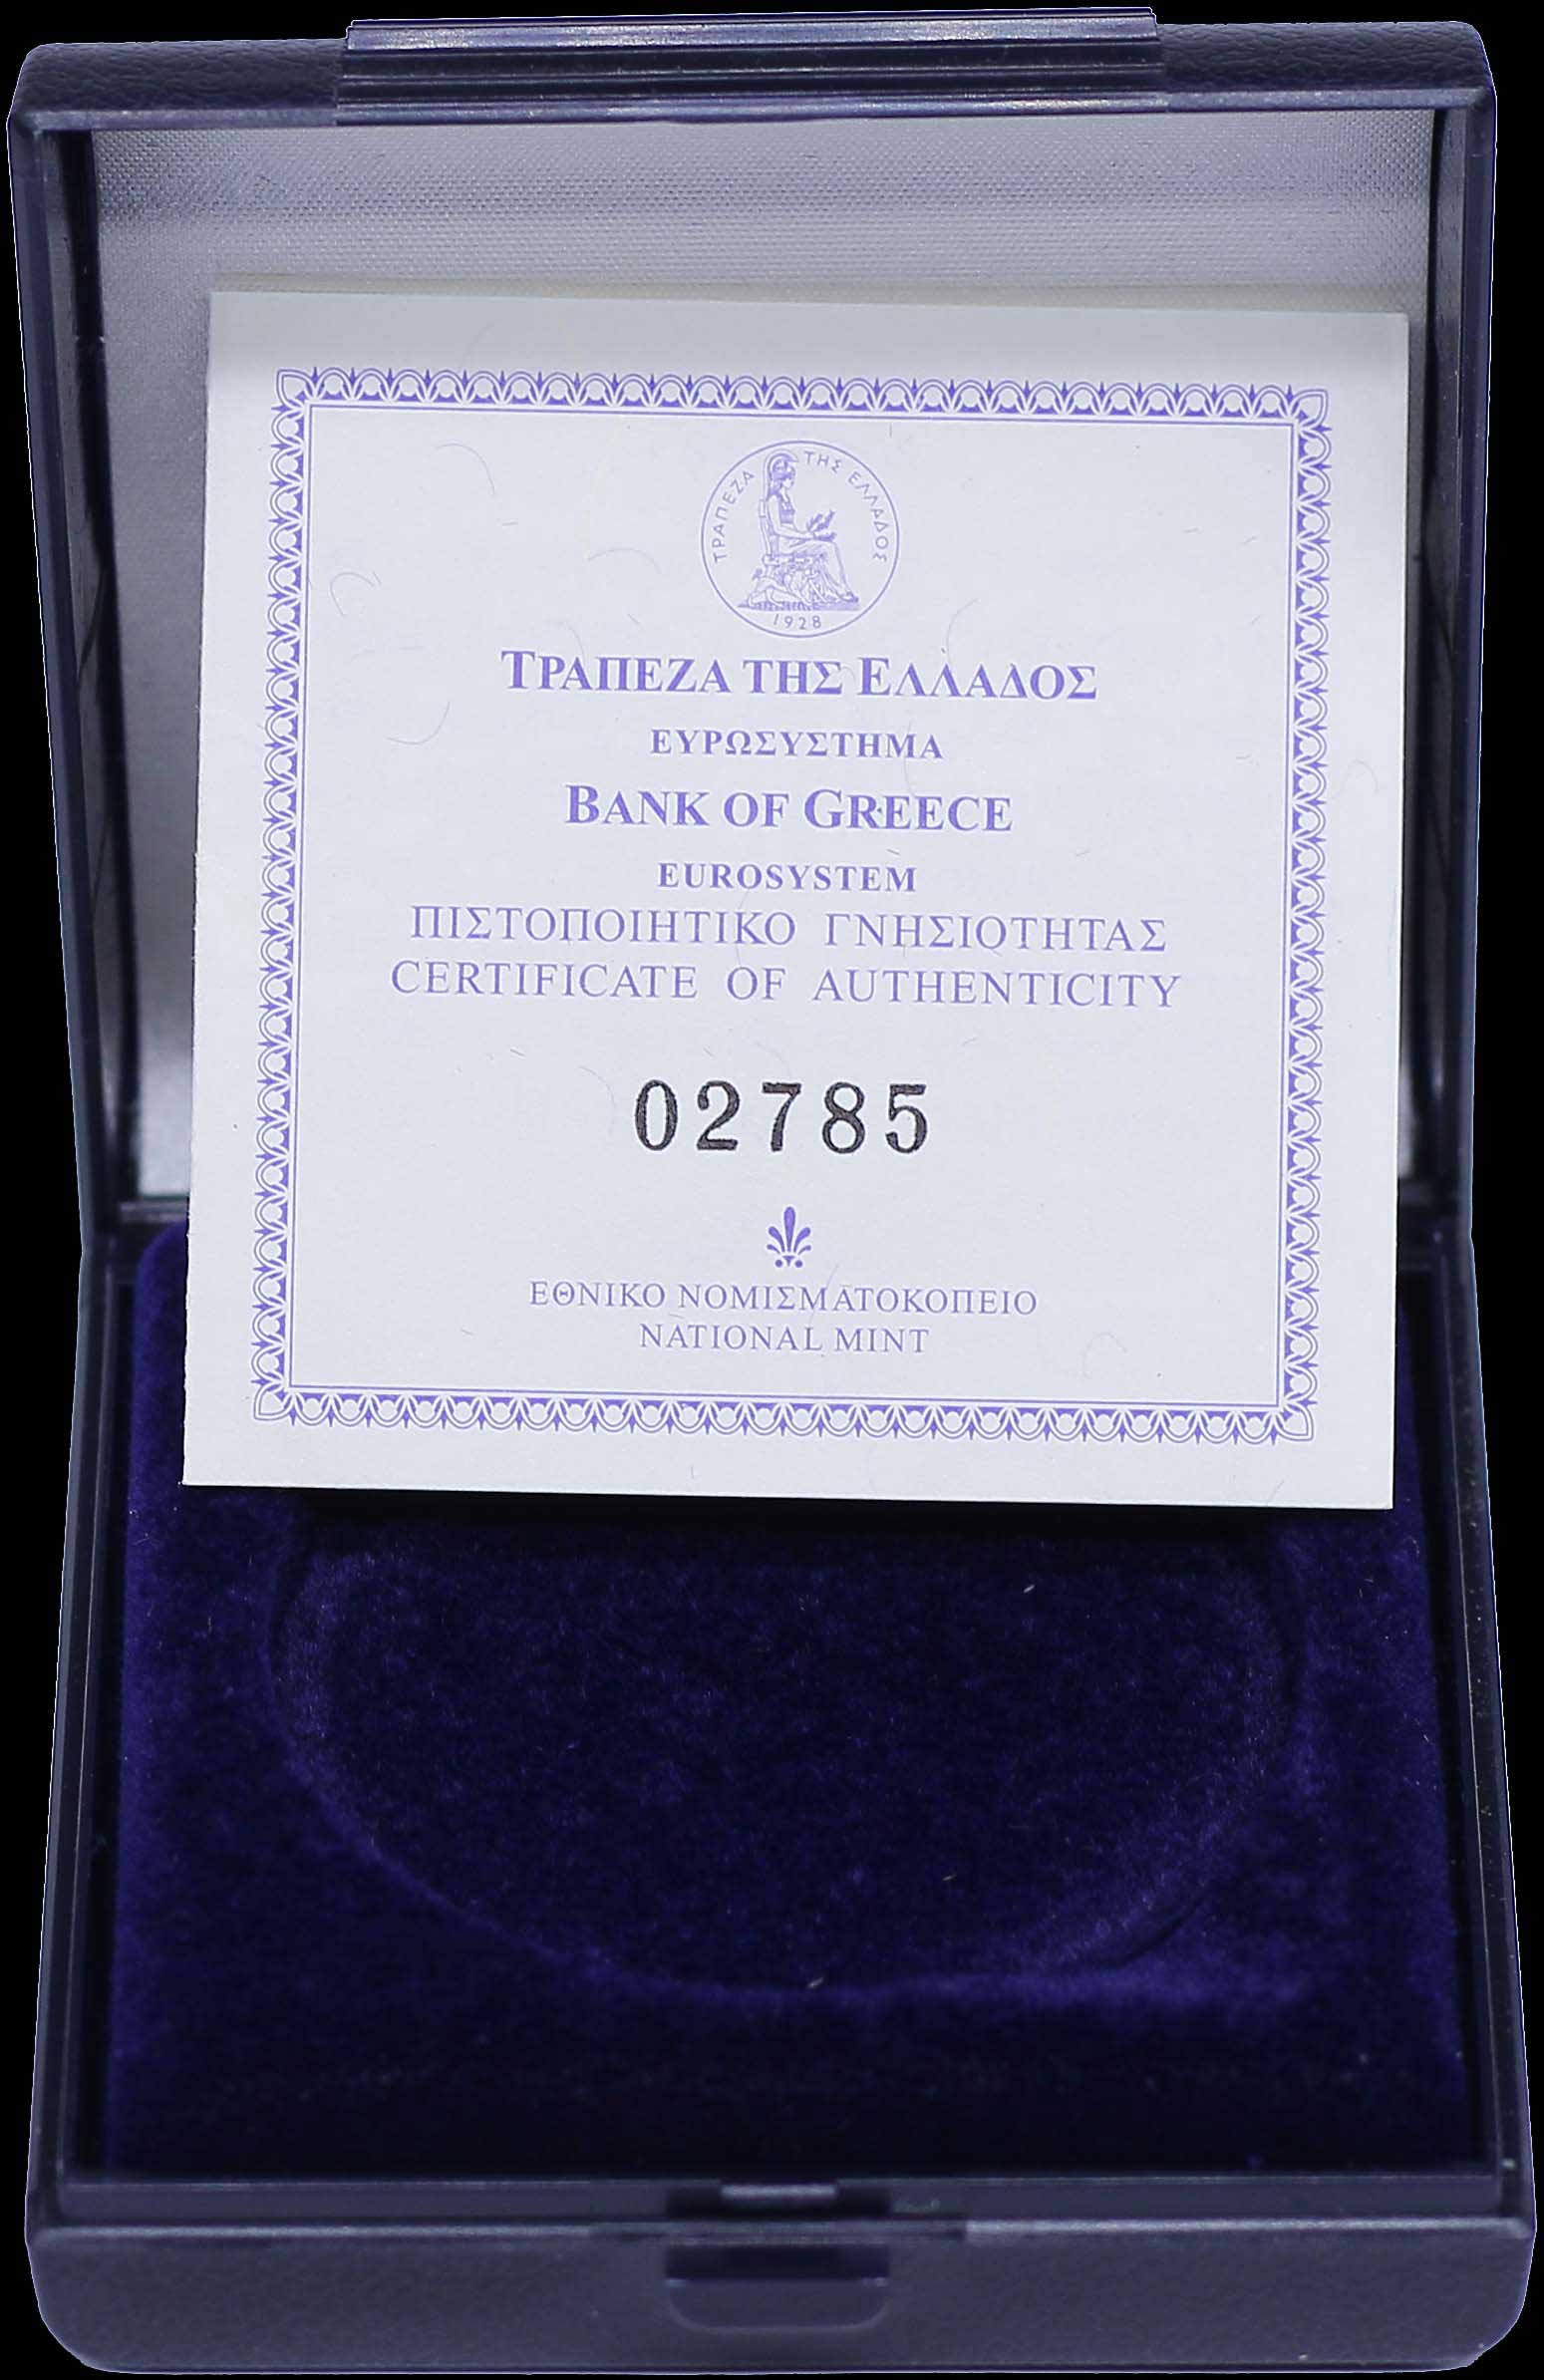 ΤΡΑΠΕΖΑ ΤΗΣ ΕΛΛΑΔΟΣ
1928
ΤΡΑΠΕΖΑ ΤΗΣ ΕΛΛΑΔΟΣ
ΕΥΡΩΣΥΣΤΗΜΑ
BANK OF GREECE
EUROSYSTEM
ΠΙΣΤΟΠΟΙΗΤΙΚΟ ΓΝΗΣΙΟΤΗΤΑΣ
CERTIFICATE OF AUTHENTICITY
02785
ΕΘΝΙΚΟ ΝΟΜΙΣΜΑΤΟΚΟΠΕΙΟ
NATIONAL MINT